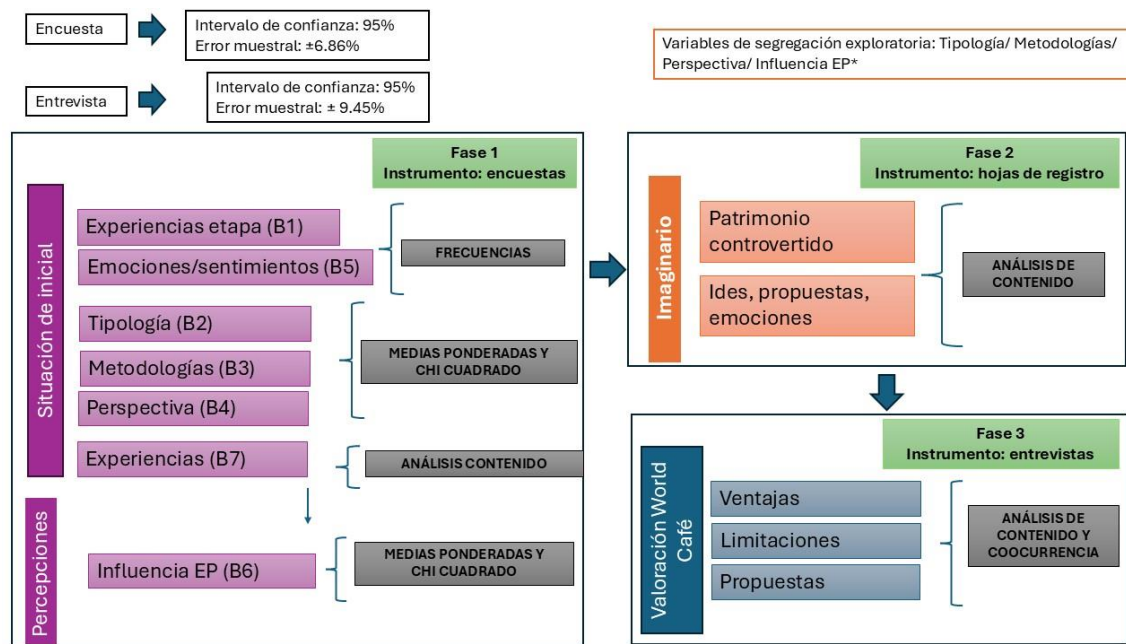 Encuesta
Intervalo de confianza: 95%
Error muestral: ±6.86%
Entrevista
Intervalo de confianza: 95%
Error muestral: ± 9.45%
Variables de segregación exploratoria: Tipología/ Metodologías/
Perspectiva/ Influencia EP*
Fase 1
Instrumento: encuestas
Situación de inicial
Experiencias etapa (B1)
Emociones/sentimientos (B5)
FRECUENCIAS
Tipología (B2)
Metodologías (B3)
Perspectiva (B4)
MEDIAS PONDERADAS Y
CHI CUADRADO
Experiencias (B7)
ANÁLISIS CONTENIDO
Percepciones
Influencia EP (B6)
MEDIAS PONDERADAS Y
CHI CUADRADO
Fase 2
Instrumento: hojas de registro
Imaginario
Patrimonio
controvertido
Ides, propuestas,
emociones
ANÁLISIS DE
CONTENIDO
Fase 3
Instrumento: entrevistas
Valoración World
Café
Ventajas
Limitaciones
Propuestas
ANÁLISIS DE
CONTENIDO Y
COOCURRENCIA